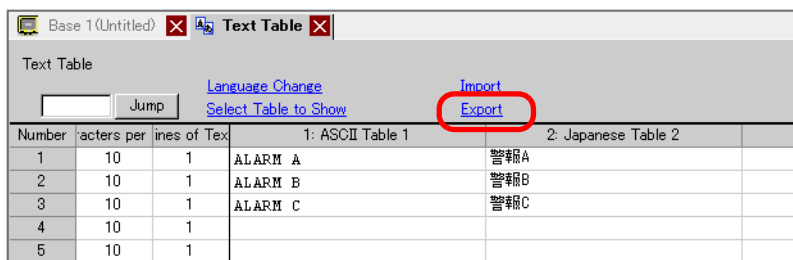 Base 1(Untitled) Text Table
Text Table
Language Change Import
Jump Select Table to Show Export
Number racters per ines of Tex 1: ASCII Table 1 2: Japanese Table 2
1 10 1 ALARM A 警報A
2 10 1 ALARM B 警報B
3 10 1 ALARM C 警報C
4 10 1
5 10 1